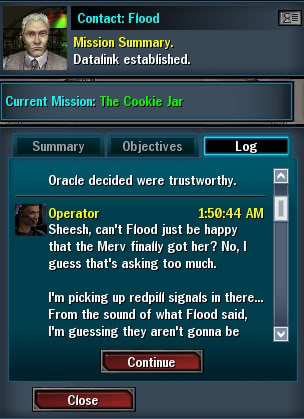 Contact: Flood
Mission Summary.
Datalink established.
Current Mission: The Cookie Jar
Summary
Objectives
Log
Oracle decided were trustworthy.
Operator
1:50:44 AM
Sheesh, can't Flood just be happy
that the Merv finally got her? No, I
guess that's asking too much.
I'm picking up redpill signals in there...
From the sound of what Flood said,
I'm guessing they aren't gonna be
Continue
Close